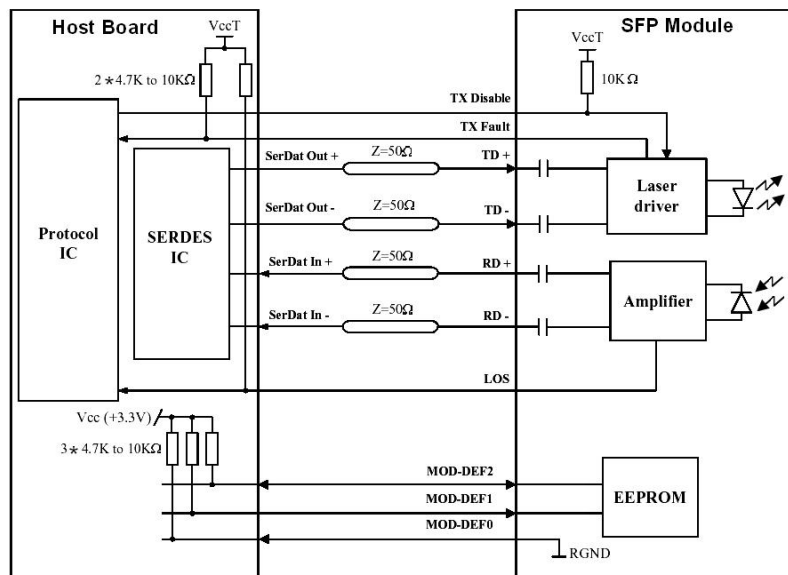 Host Board
SFP Module
VccT
VccT
2*4.7K to 10KΩ
10KΩ
TX Disable
TX Fault
SerDat Out +
Z=50Ω
TD +
SerDat Out -
Z=50Ω
TD -
Laser
driver
Protocol
IC
SERDES
IC
SerDat In +
Z=50Ω
RD +
SerDat In -
Z=50Ω
RD -
Amplifier
LOS
Vcc (+3.3V)
3*4.7K to 10KΩ
MOD-DEF2
MOD-DEF1
MOD-DEF0
EEPROM
RGND